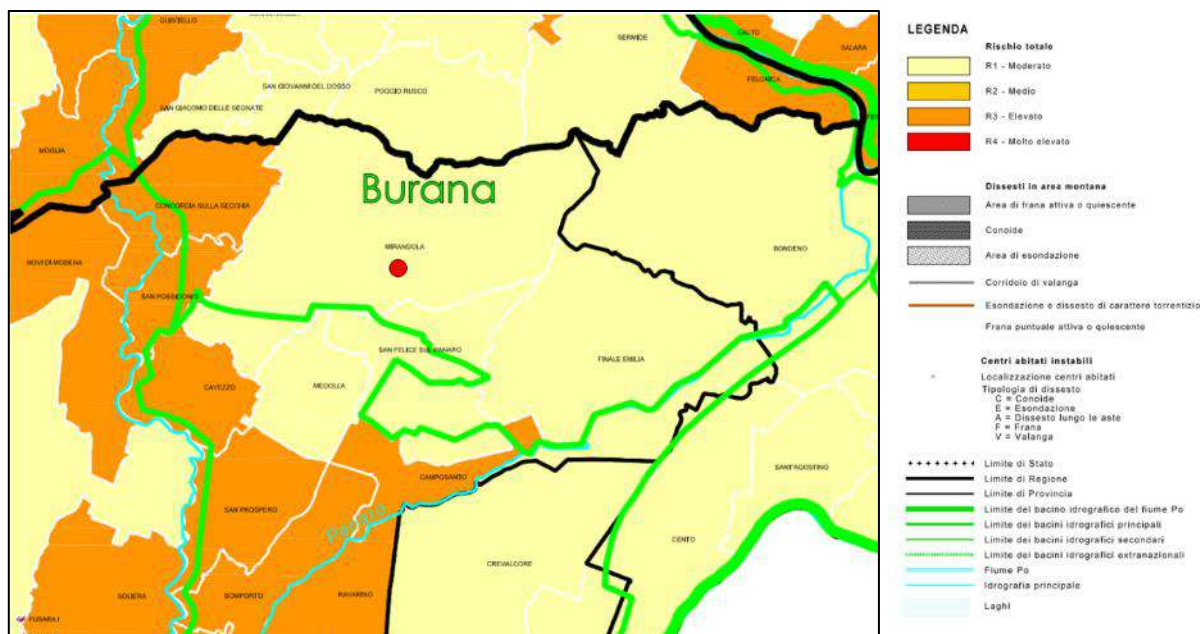 QUISTELLO
SERMIDE
CALTO
SALARA
FELONICA
SAN GIOVANNI DEL DOSSO
POGGIO RUSCO
SAN GIACOMO DELLE SEGNATE
MOGLIA
Burana
CONCORDIA SULLA SECCHIA
MIRANDOLA
BONDENO
NOVI DI MODENA
SAN POSSIDONIO
SAN FELICE SUL PANARO
FINALE EMILIA
MEDOLLA
CAVEZZO
CAMPOSANTO
SANT'AGOSTINO
SAN PROSPERO
Panaro
CENTO
CREVALCORE
SOLIERA
BOMPORTO
RAVARINO
LEGENDA
Rischio totale
R1 - Moderato
R2 - Medio
R3 - Elevato
R4 - Molto elevato
Dissesti in area montana
Area di frana attiva o quiescente
Conoide
Area di esondazione
Corridoio di valanga
Esondazione e dissesto di carattere torrentizio
Frana puntuale attiva o quiescente
Centri abitati instabili
Localizzazione centri abitati
Tipologia di dissesto
C = Conoide
E = Esondazione
A = Dissesto lungo le aste
F = Frana
V = Valanga
Limite di Stato
Limite di Regione
Limite di Provincia
Limite del bacino idrografico del fiume Po
Limite dei bacini idrografici principali
Limite dei bacini idrografici secondari
Limite dei bacini idrografici extranazionali
Fiume Po
Idrografia principale
Laghi